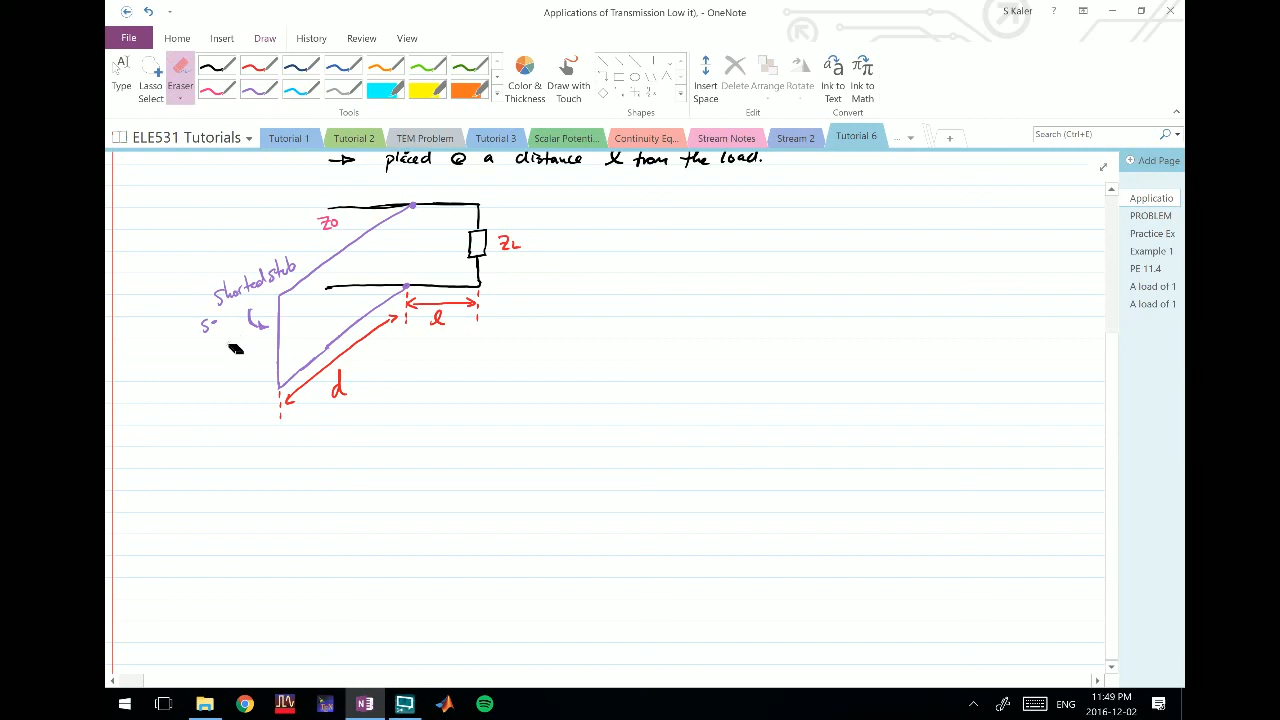 Applications of Transmission Low it), - OneNote
S Kaler
?
File
Home
Insert
Draw
History
Review
View
Type
Lasso Select
Eraser
Color & Thickness
Draw with Touch
Insert Space
Delete
Arrange
Rotate
Ink to Text
Ink to Math
Tools
Shapes
Edit
Convert
ELE531 Tutorials
Tutorial 1
Tutorial 2
TEM Problem
Tutorial 3
Scalar Potenti...
Continuity Eq...
Stream Notes
Stream 2
Tutorial 6
...
Search (Ctrl+E)
→ placed @ a distance l from the load.
Add Page
Applicatio
PROBLEM
Practice Ex
Example 1
PE 11.4
A load of 1
A load of 1
Z0
ZL
shorted stub
l
d
ENG
11:49 PM
2016-12-02